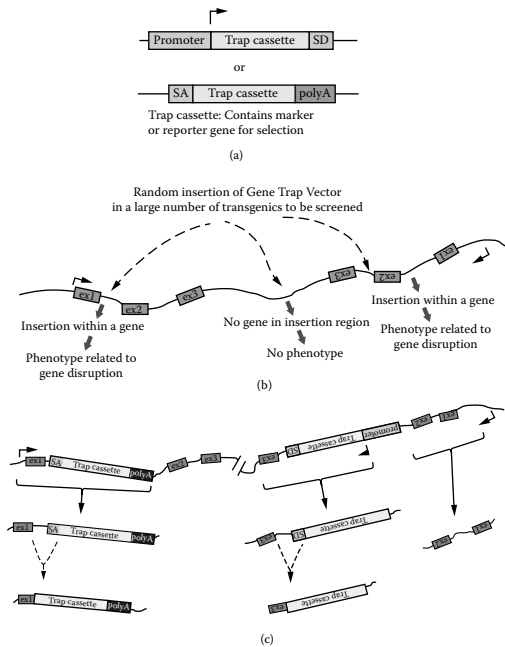 Promoter Trap cassette SD
or
SA Trap cassette polyA
Trap cassette: Contains marker
or reporter gene for selection
(a)
Random insertion of Gene Trap Vector
in a large number of transgenics to be screened
ex1
ex2
ex3
ex3
ex2
ex1
Insertion within a gene
Phenotype related to
gene disruption
No gene in insertion region
No phenotype
Insertion within a gene
Phenotype related to
gene disruption
(b)
ex1 SA Trap cassette polyA ex2 ex3
ex3 SD Trap cassette promoter ex2 ex1
ex1 SA Trap cassette polyA
ex3 SD Trap cassette
ex2 ex1
ex1 Trap cassette polyA
ex3 Trap cassette
(c)